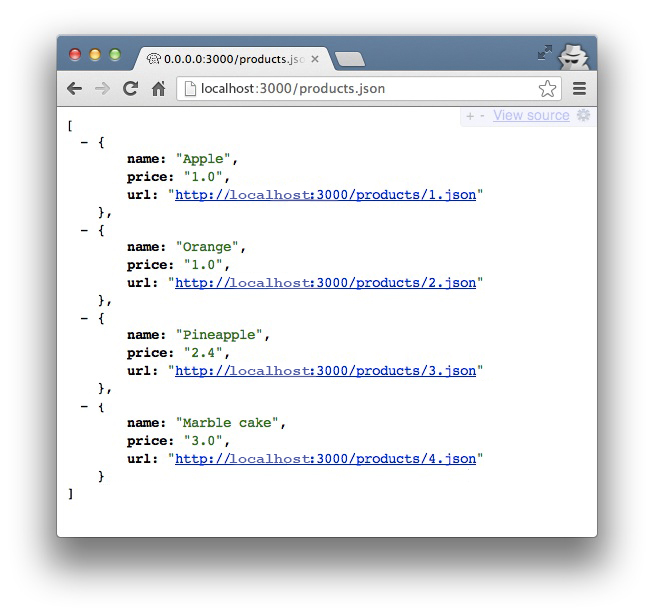 0.0.0.0:3000/products.jso
localhost:3000/products.json
+ - View source
[
- {
name: "Apple",
price: "1.0",
url: "http://localhost:3000/products/1.json"
},
- {
name: "Orange",
price: "1.0",
url: "http://localhost:3000/products/2.json"
},
- {
name: "Pineapple",
price: "2.4",
url: "http://localhost:3000/products/3.json"
},
- {
name: "Marble cake",
price: "3.0",
url: "http://localhost:3000/products/4.json"
}
]